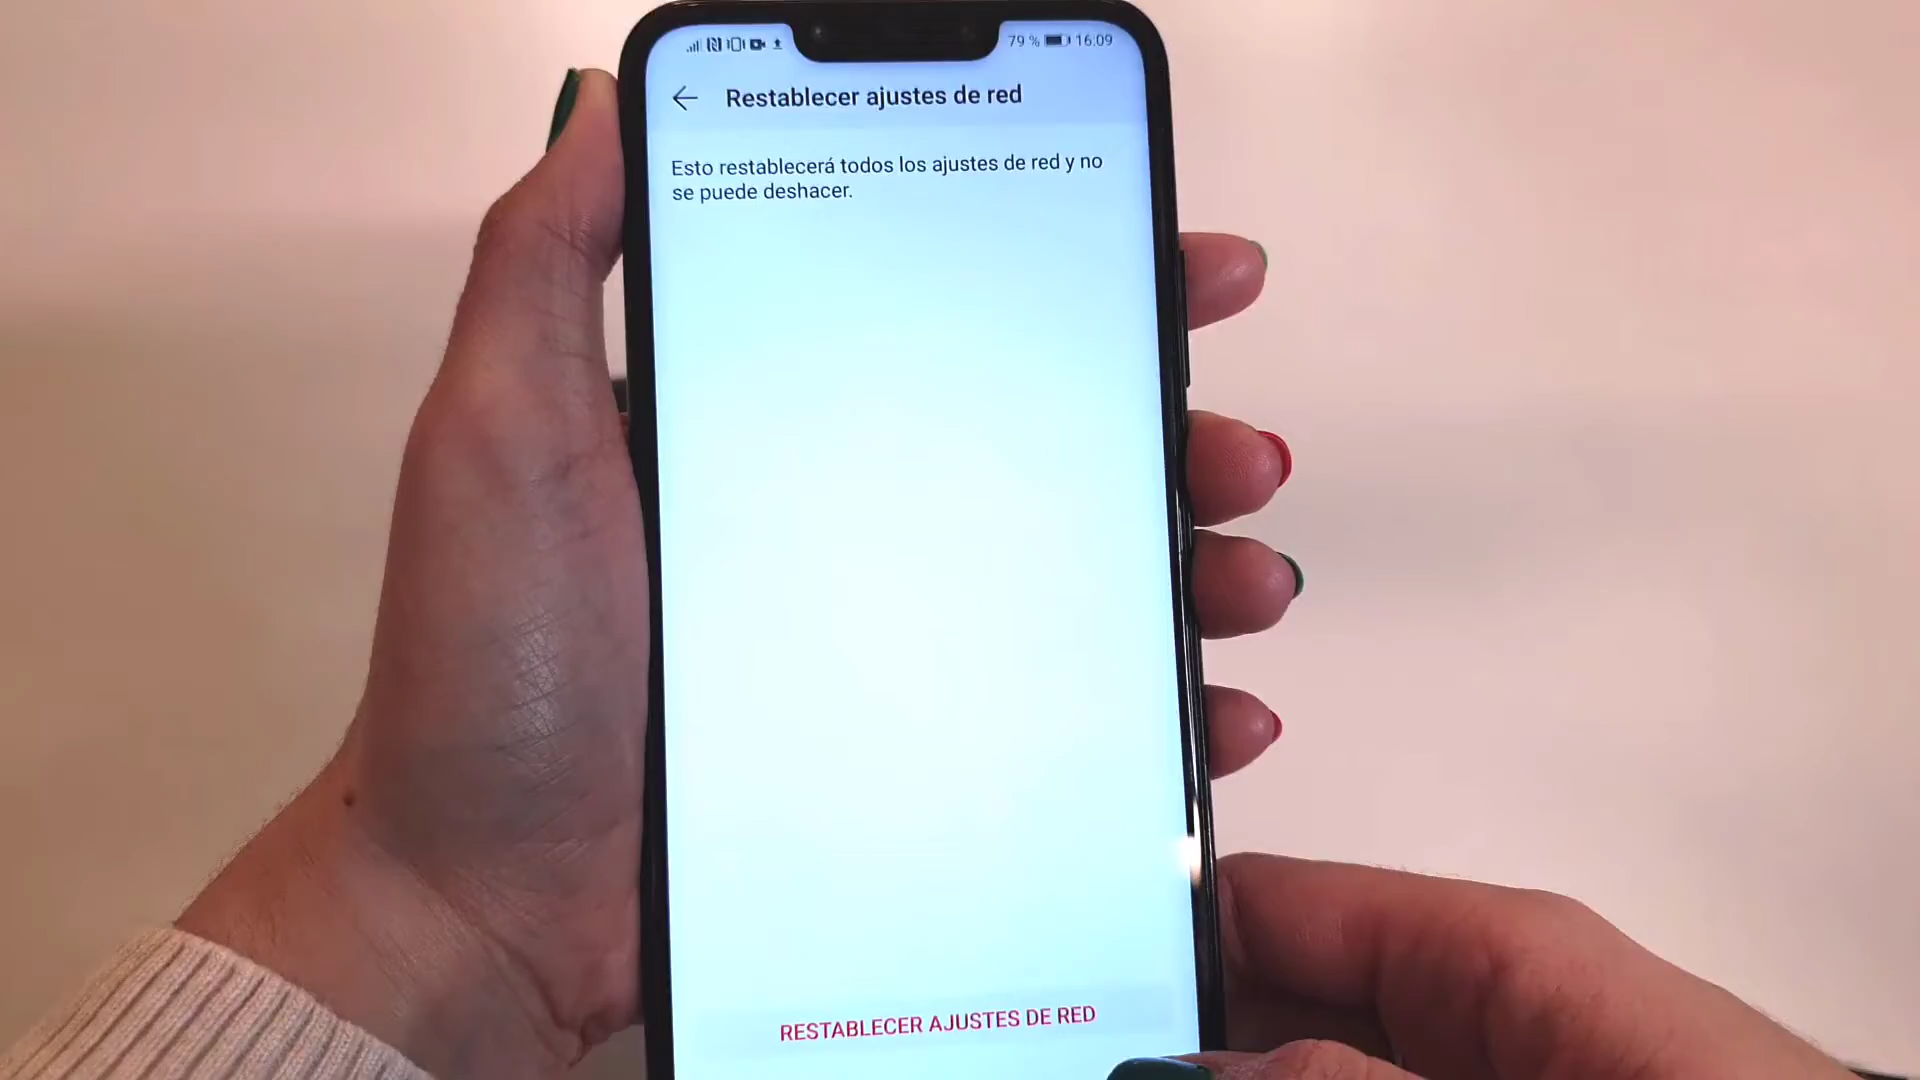 79 % 16:09
Restablecer ajustes de red
Esto restablecerá todos los ajustes de red y no
se puede deshacer.
RESTABLECER AJUSTES DE RED